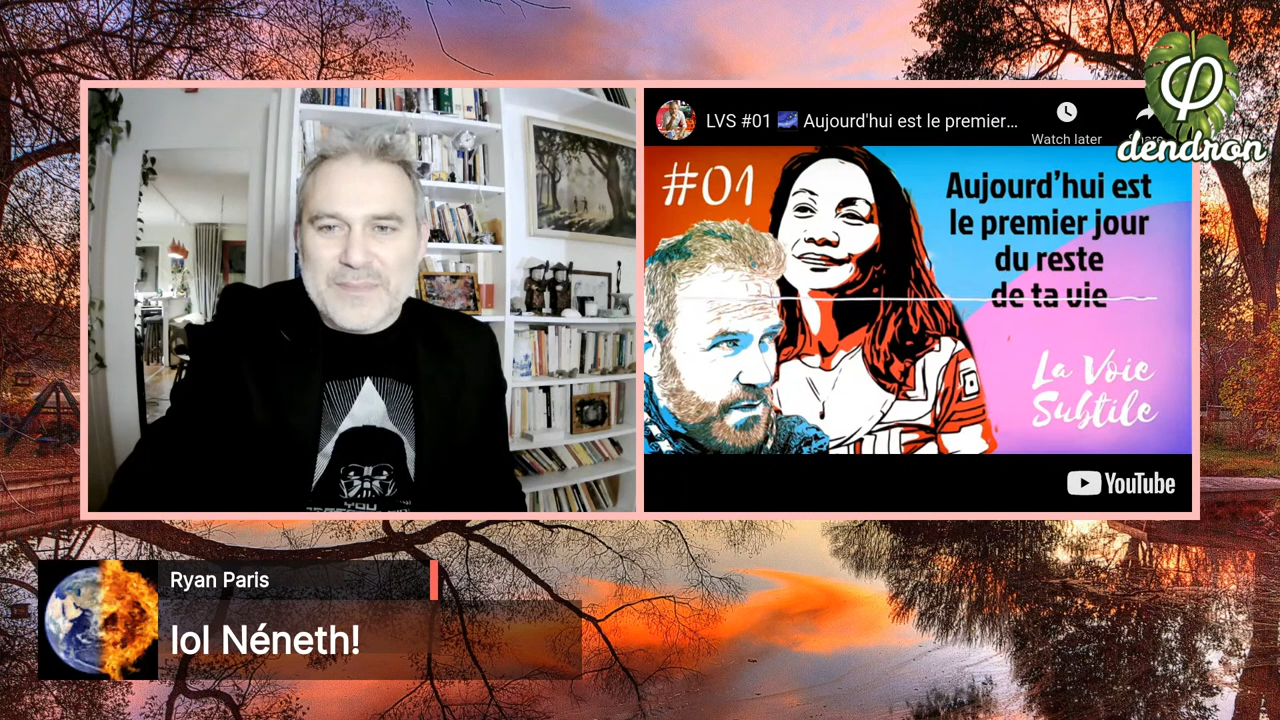 φ
dendron
LVS #01 🌌 Aujourd'hui est le premier...
Watch later
#01
Aujourd'hui est
le premier jour
du reste
de ta vie
La Voie
Subtile
YouTube
YOU
Ryan Paris
lol Néneth!